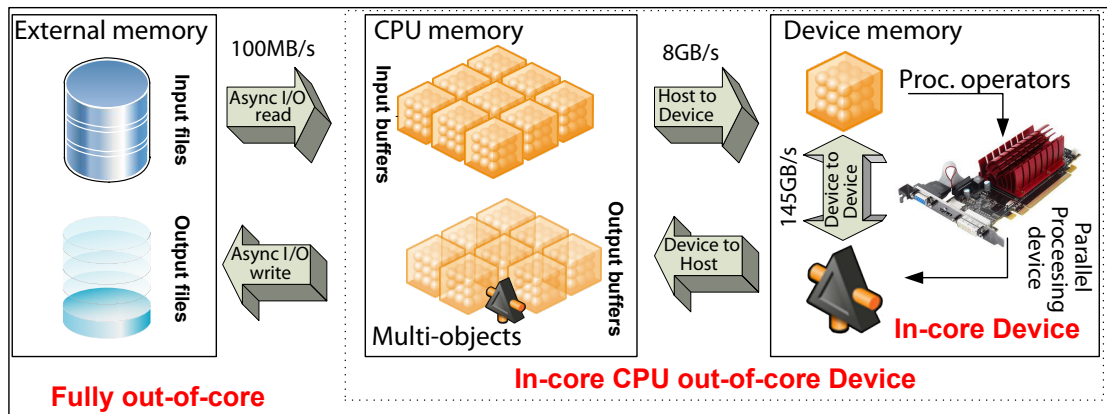 External memory
Input files
Output files
100MB/s
Async I/O
read
Async I/O
write
Fully out-of-core
CPU memory
Input buffers
Output buffers
Multi-objects
8GB/s
Host to
Device
Device to
Host
In-core CPU out-of-core Device
Device memory
Proc. operators
145GB/s
Device to
Device
Parallel
Proceesing
device
In-core Device